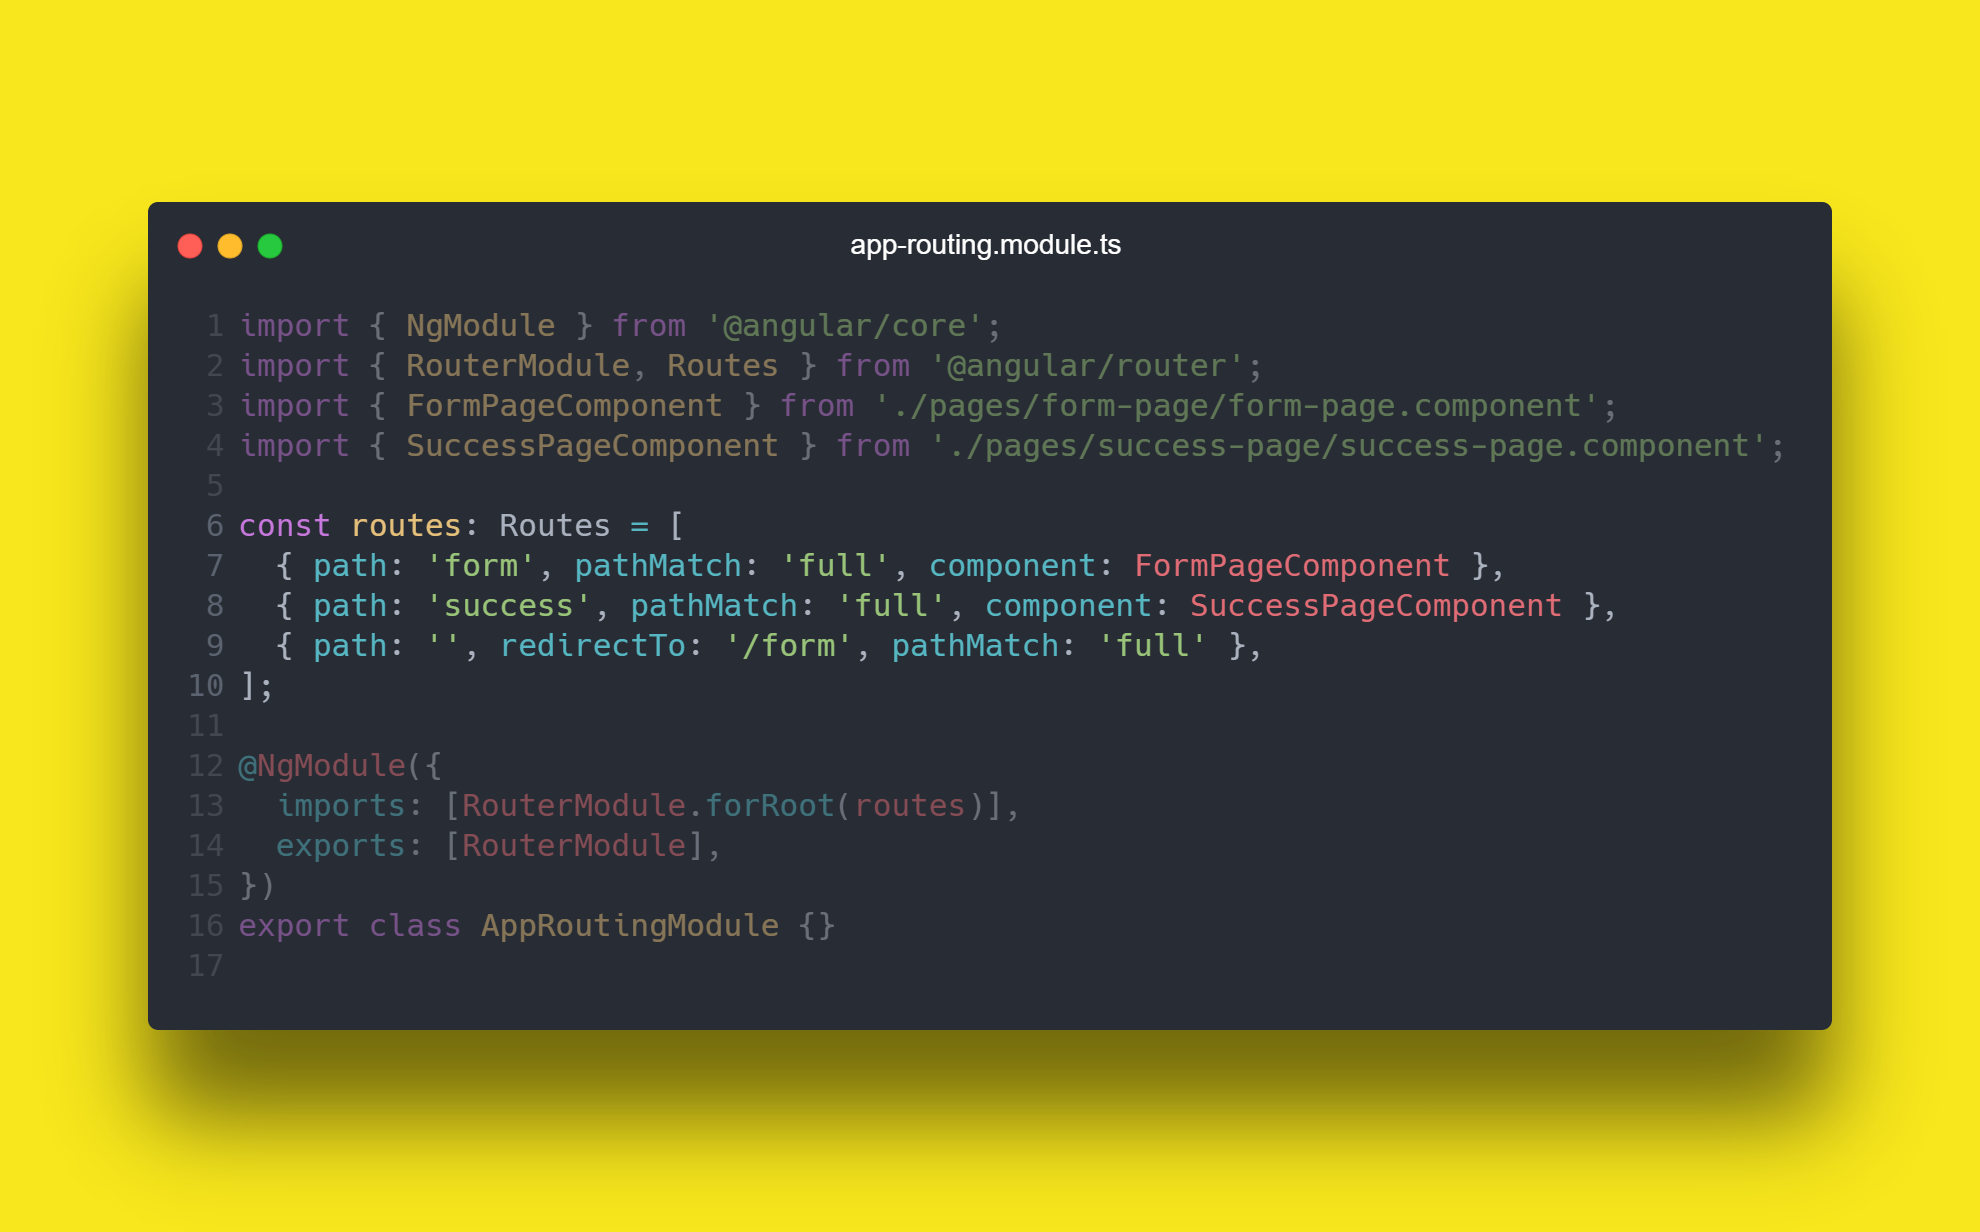 app-routing.module.ts
1 import { NgModule } from '@angular/core';
2 import { RouterModule, Routes } from '@angular/router';
3 import { FormPageComponent } from './pages/form-page/form-page.component';
4 import { SuccessPageComponent } from './pages/success-page/success-page.component';
5
6 const routes: Routes = [
7   { path: 'form', pathMatch: 'full', component: FormPageComponent },
8   { path: 'success', pathMatch: 'full', component: SuccessPageComponent },
9   { path: '', redirectTo: '/form', pathMatch: 'full' },
10 ];
11
12 @NgModule({
13   imports: [RouterModule.forRoot(routes)],
14   exports: [RouterModule],
15 })
16 export class AppRoutingModule {}
17